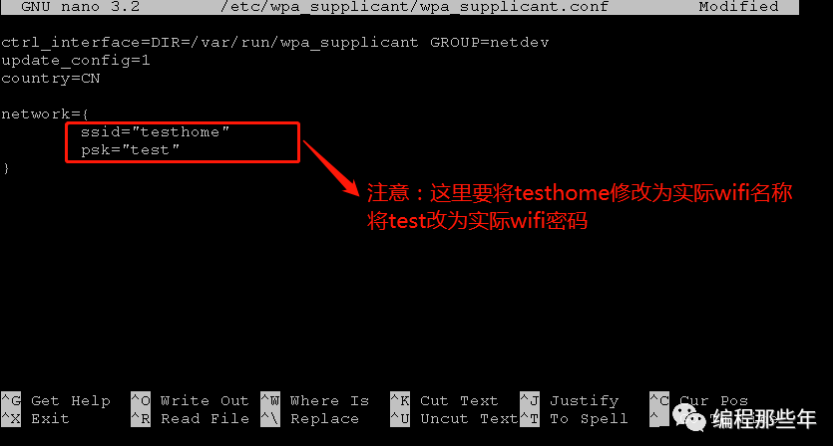 GNU nano 3.2 /etc/wpa_supplicant/wpa_supplicant.conf Modified
ctrl_interface=DIR=/var/run/wpa_supplicant GROUP=netdev
update_config=1
country=CN
network={
ssid="testhome"
psk="test"
}
注意：这里要将testhome修改为实际wifi名称
将test改为实际wifi密码
^G Get Help ^O Write Out ^W Where Is ^K Cut Text ^J Justify ^C Cur Pos
^X Exit ^R Read File ^\ Replace ^U Uncut Text ^T To Spell ^_
编程那些年